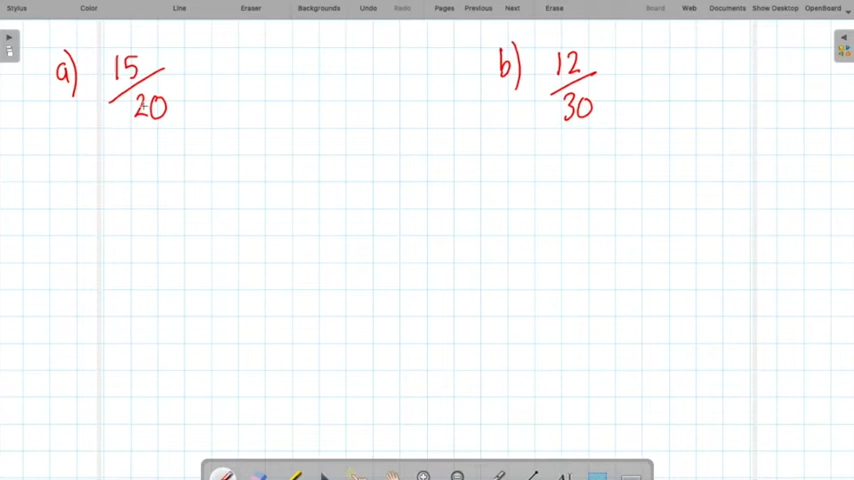 Stylus Color Line Eraser Backgrounds Undo Redo Pages Previous Next Erase Board Web Documents Show Desktop OpenBoard
a) 15/20 b) 12/30